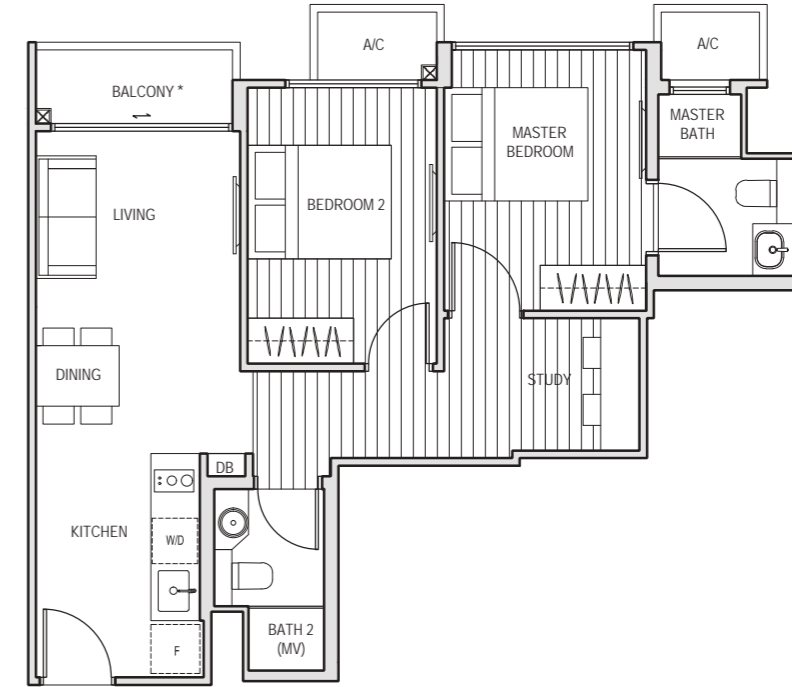 A/C
A/C
BALCONY *
MASTER
BATH
MASTER
BEDROOM
BEDROOM 2
LIVING
DINING
STUDY
DB
KITCHEN
W/D
F
BATH 2
(MV)